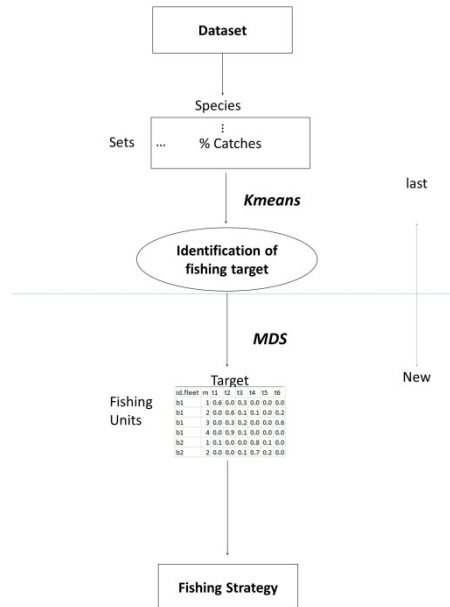 Dataset
Species
⋮
Sets ... % Catches
Kmeans
last
Identification of
fishing target
MDS
New
Target
Fishing
Units
id.fleet m t1 t2 t3 t4 t5 t6
b1 1 0.6 0.0 0.3 0.0 0.0 0.0
b1 2 0.0 0.6 0.1 0.1 0.0 0.2
b1 3 0.0 0.3 0.2 0.0 0.0 0.6
b1 4 0.0 0.9 0.1 0.0 0.0 0.0
b2 1 0.1 0.0 0.0 0.8 0.1 0.0
b2 2 0.0 0.0 0.1 0.7 0.2 0.0
Fishing Strategy